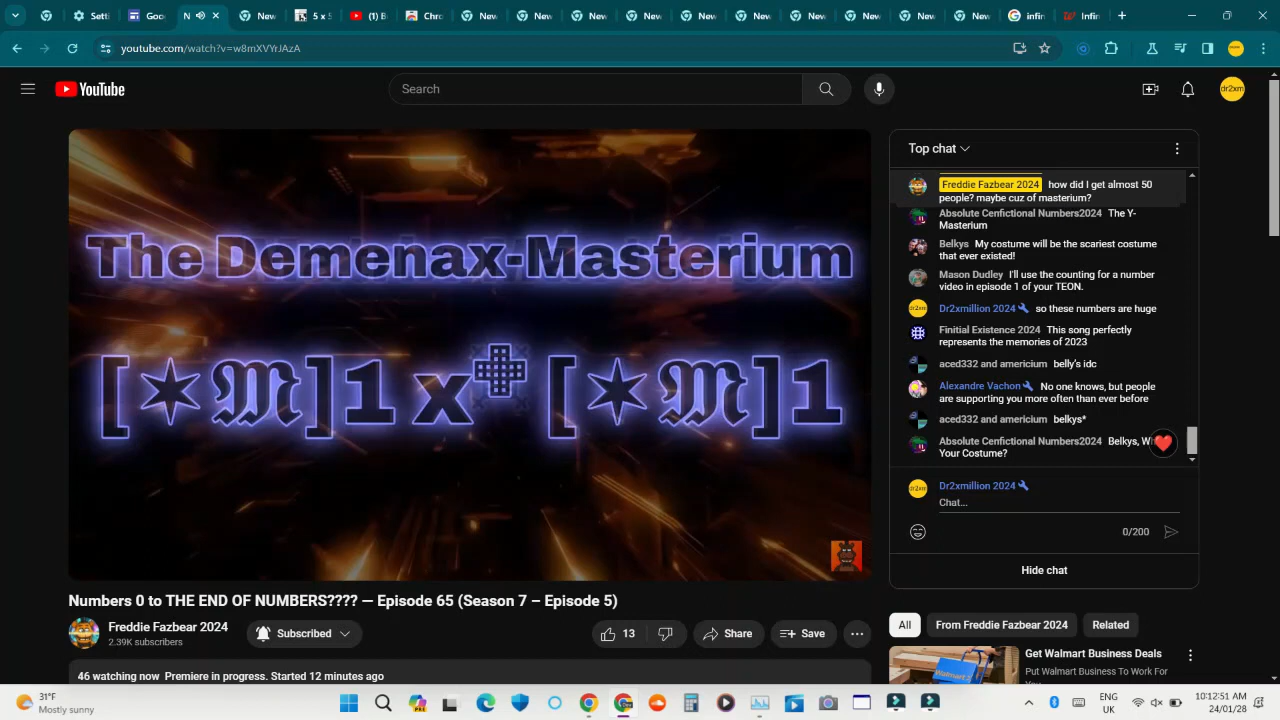 Setti
Goo
N
New
5 x 5
(1) B
Chro
New
New
New
New
New
New
New
New
New
New
infin
Infin
youtube.com/watch?v=w8mXVYrJAzA
YouTube
Search
dr2xm
The Demenax-Masterium
[✶𝔐]1 x [✶𝔐]1
Numbers 0 to THE END OF NUMBERS???? — Episode 65 (Season 7 – Episode 5)
Freddie Fazbear 2024
2.39K subscribers
Subscribed
13
Share
Save
46 watching now Premiere in progress. Started 12 minutes ago
Top chat
Freddie Fazbear 2024 how did I get almost 50
people? maybe cuz of masterium?
Absolute Cenfictional Numbers2024 The Y-
Masterium
Belkys My costume will be the scariest costume
that ever existed!
Mason Dudley I'll use the counting for a number
video in episode 1 of your TEON.
Dr2xmillion 2024 so these numbers are huge
Finitial Existence 2024 This song perfectly
represents the memories of 2023
aced332 and americium belly's idc
Alexandre Vachon No one knows, but people
are supporting you more often than ever before
aced332 and americium belkys*
Absolute Cenfictional Numbers2024 Belkys, W
Your Costume?
Dr2xmillion 2024
Chat...
0/200
Hide chat
All
From Freddie Fazbear 2024
Related
Get Walmart Business Deals
Put Walmart Business To Work For
31°F
Mostly sunny
PRE
ENG
UK
10:12:51 AM
24/01/28